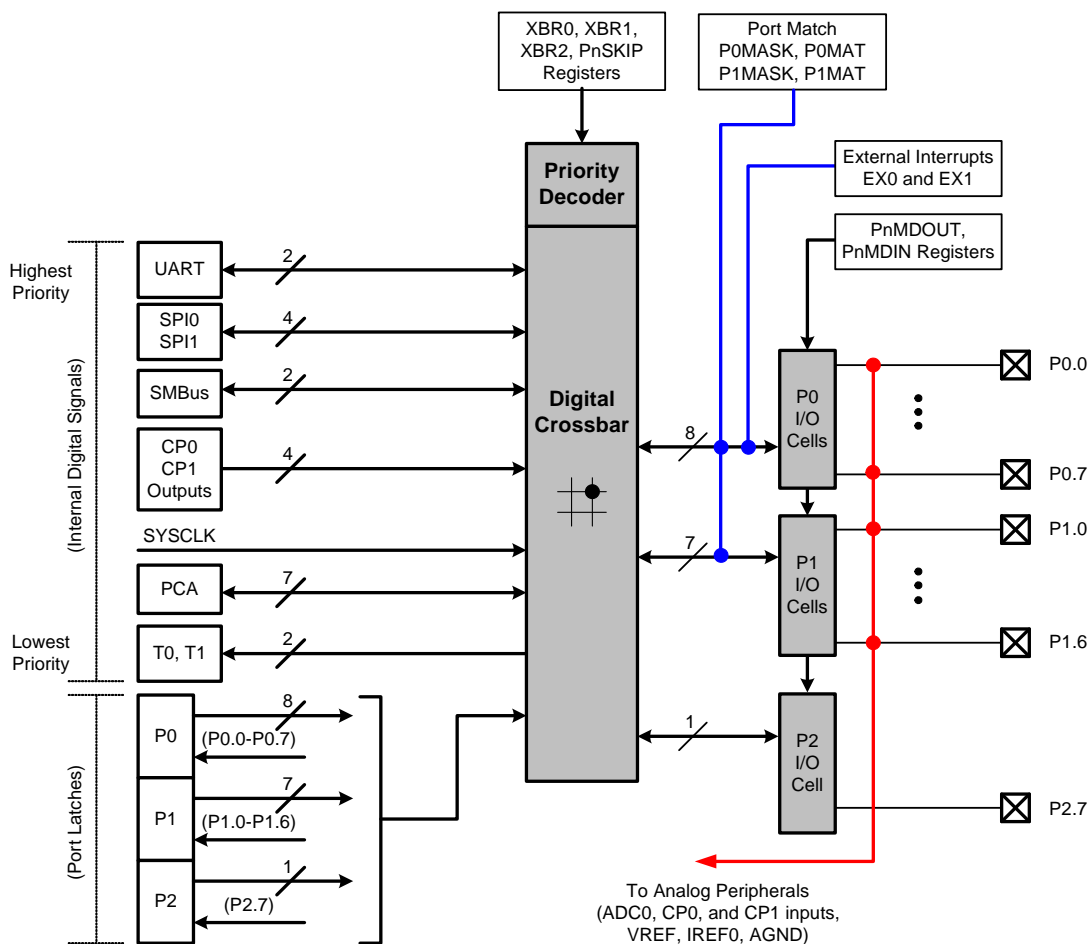 XBR0, XBR1,
XBR2, PnSKIP
Registers
Port Match
P0MASK, P0MAT
P1MASK, P1MAT
External Interrupts
EX0 and EX1
PnMDOUT,
PnMDIN Registers
Priority
Decoder
Digital
Crossbar
Highest
Priority
(Internal Digital Signals)
Lowest
Priority
UART
2
SPI0
SPI1
4
SMBus
2
CP0
CP1
Outputs
4
SYSCLK
PCA
7
T0, T1
2
(Port Latches)
P0
8
(P0.0-P0.7)
P1
7
(P1.0-P1.6)
P2
1
(P2.7)
8
7
1
P0
I/O
Cells
P1
I/O
Cells
P2
I/O
Cell
P0.0
P0.7
P1.0
P1.6
P2.7
To Analog Peripherals
(ADC0, CP0, and CP1 inputs,
VREF, IREF0, AGND)